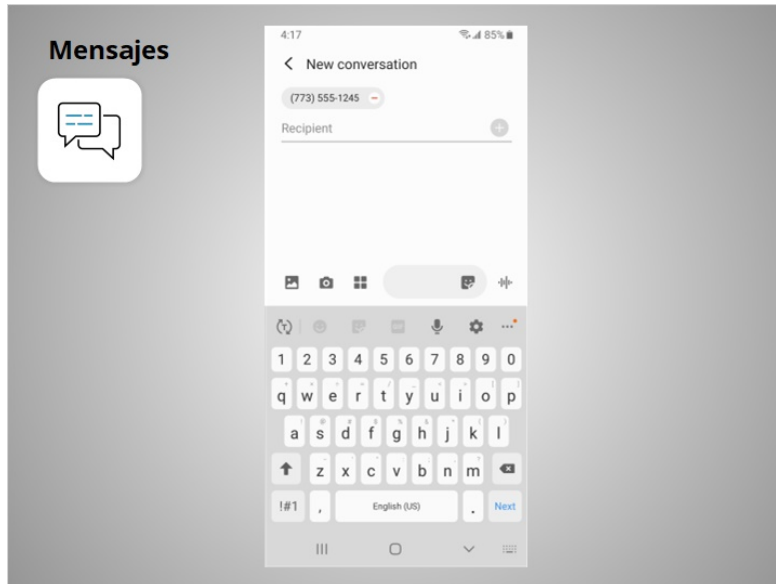 Mensajes
4:17 85%
New conversation
(773) 555-1245
Recipient
1 2 3 4 5 6 7 8 9 0
q w e r t y u i o p
a s d f g h j k l
z x c v b n m
!#1 , English (US) . Next